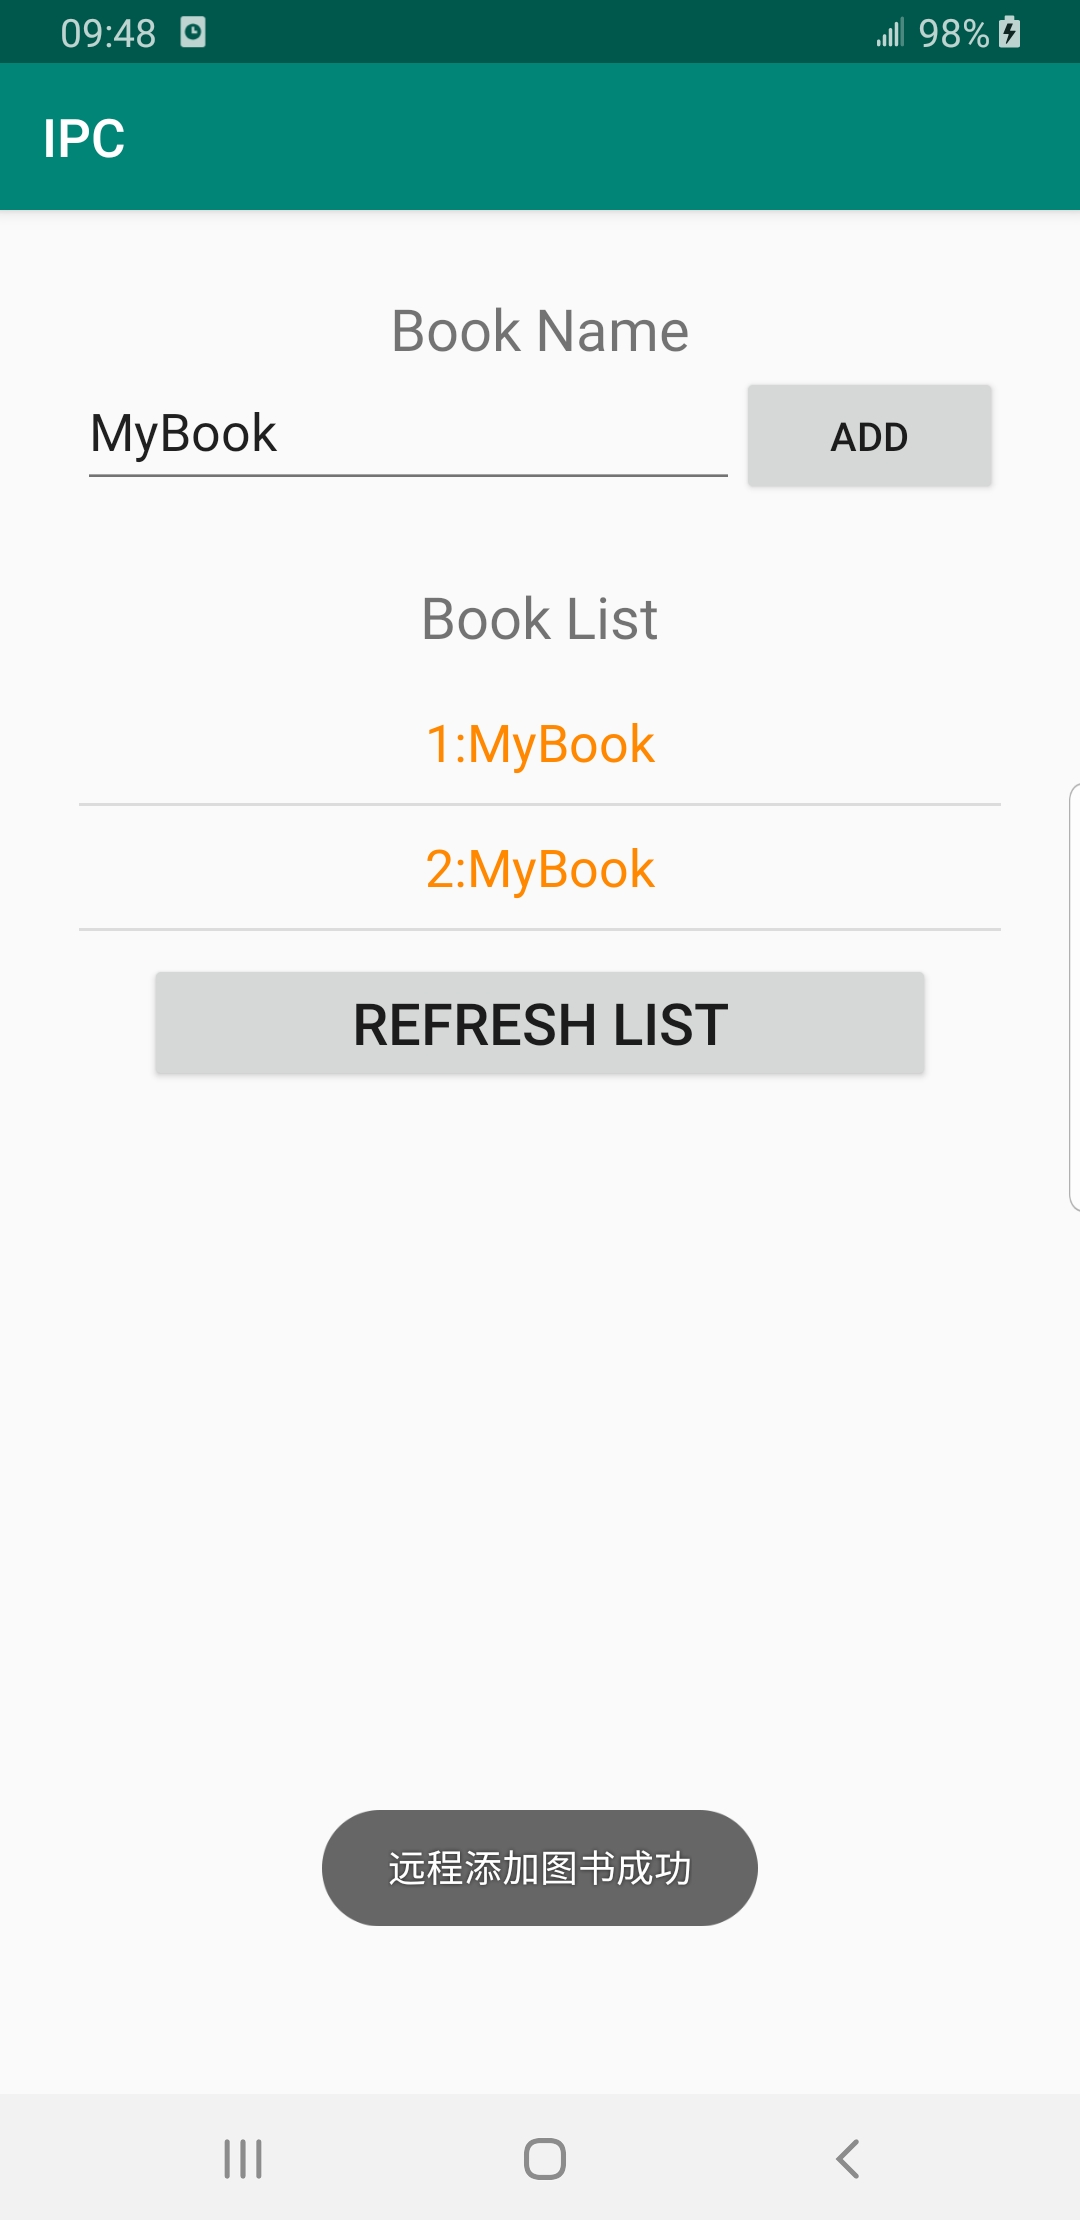 09:48 98%
IPC
Book Name
MyBook ADD
Book List
1:MyBook
2:MyBook
REFRESH LIST
远程添加图书成功